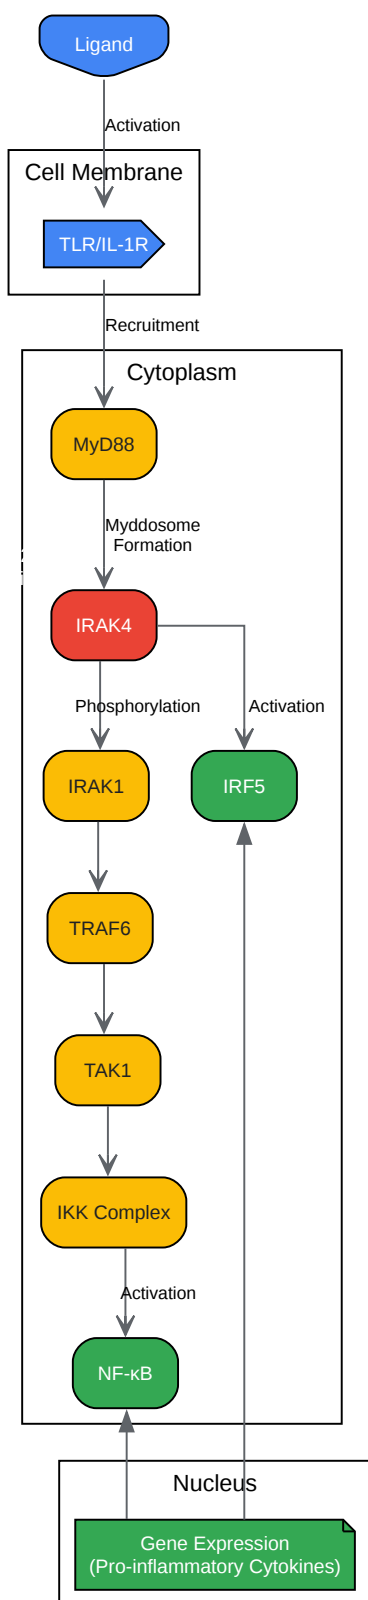 Ligand
Activation
Cell Membrane
TLR/IL-1R
Recruitment
Cytoplasm
MyD88
Myddosome
Formation
IRAK4
Phosphorylation
Activation
IRAK1
IRF5
TRAF6
TAK1
IKK Complex
Activation
NF-κB
Nucleus
Gene Expression
(Pro-inflammatory Cytokines)